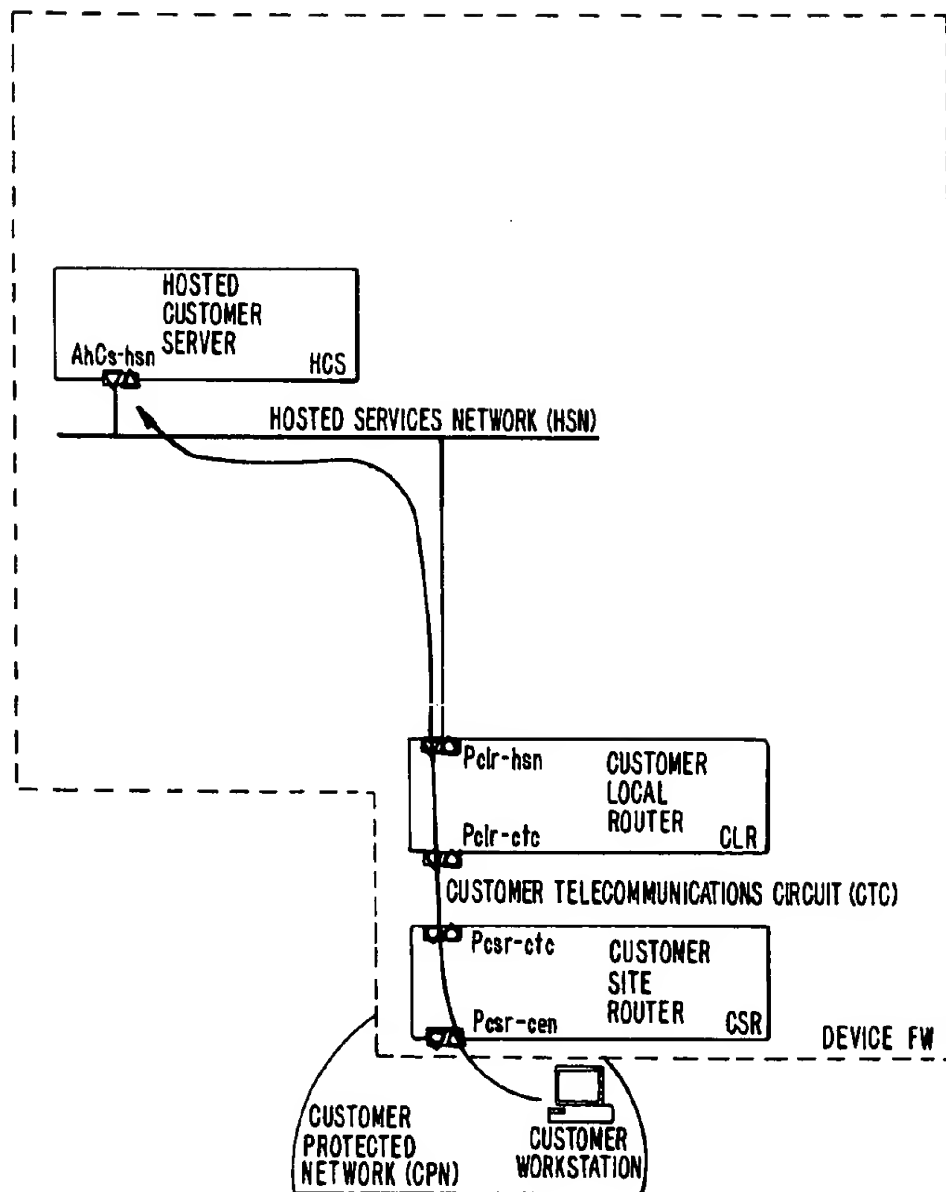 HOSTED
CUSTOMER
SERVER
AhCs-hsn
HCS
HOSTED SERVICES NETWORK (HSN)
Pclr-hsn
CUSTOMER
LOCAL
ROUTER
Pclr-ctc
CLR
CUSTOMER TELECOMMUNICATIONS CIRCUIT (CTC)
Pcsr-ctc
CUSTOMER
SITE
ROUTER
Pcsr-cen
CSR
DEVICE FW
CUSTOMER
PROTECTED
NETWORK (CPN)
CUSTOMER
WORKSTATION